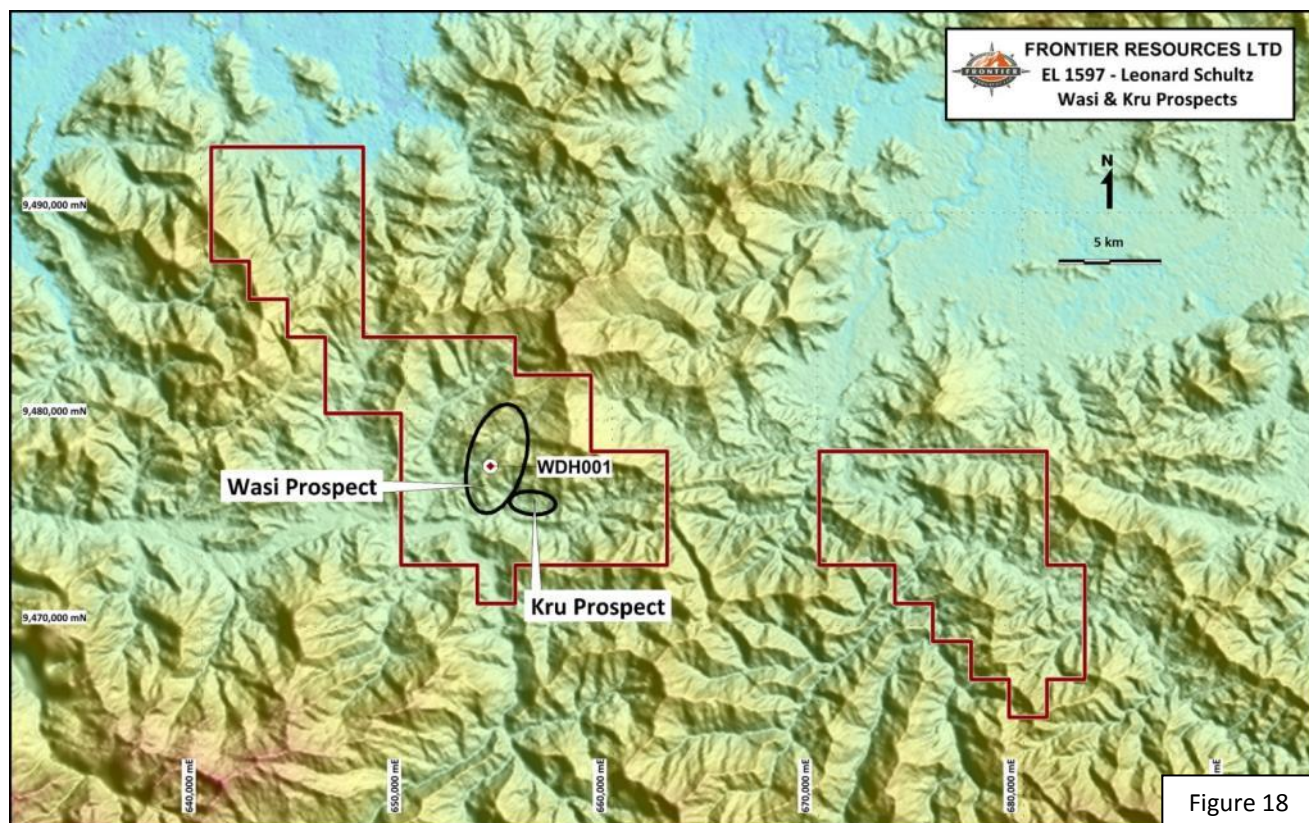 FRONTIER RESOURCES LTD
FRONTIER
EL 1597 - Leonard Schultz
Wasi & Kru Prospects
N
5 km
9,490,000 mN
9,480,000 mN
WDH001
Wasi Prospect
Kru Prospect
9,470,000 mN
640,000 mE
650,000 mE
660,000 mE
670,000 mE
680,000 mE
mE
Figure 18